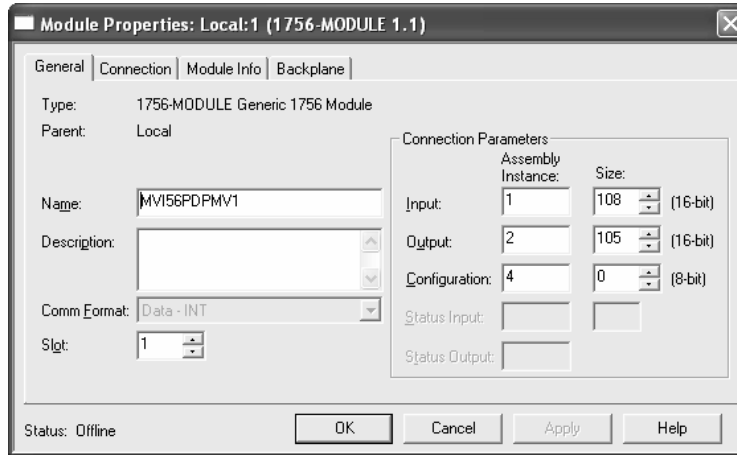 Module Properties: Local:1 (1756-MODULE 1.1)
General Connection Module Info Backplane
Type: 1756-MODULE Generic 1756 Module
Parent: Local
Connection Parameters
Assembly
Instance: Size:
Name: MVI56PDPMV1
Input: 1 108 (16-bit)
Description:
Output: 2 105 (16-bit)
Configuration: 4 0 (8-bit)
Comm Format: Data - INT
Status Input:
Slot: 1
Status Output:
Status: Offline
OK Cancel Apply Help